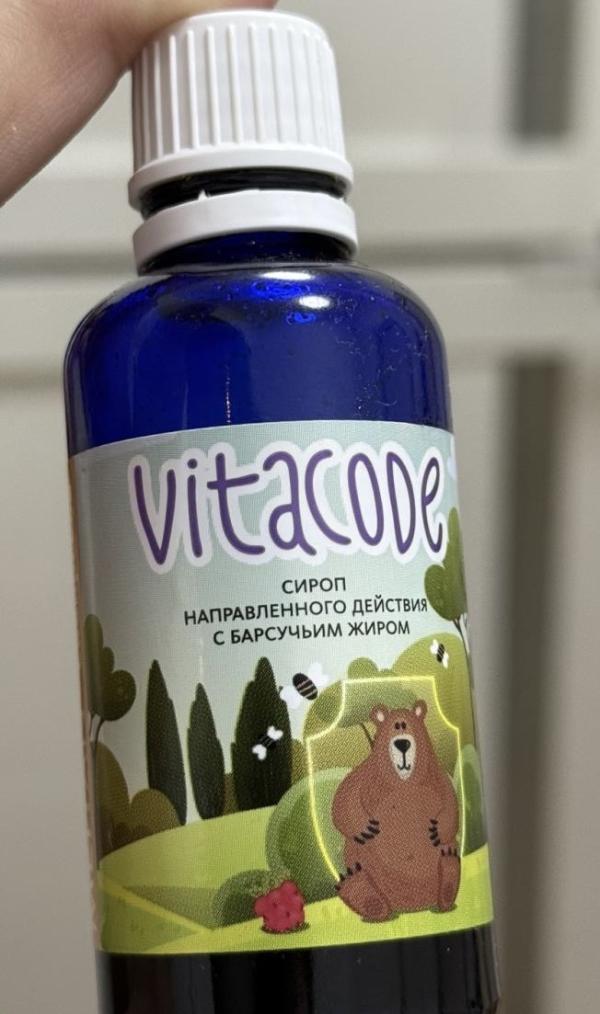 Vitacode
СИРОП
НАПРАВЛЕННОГО ДЕЙСТВИЯ
С БАРСУЧЬИМ ЖИРОМ